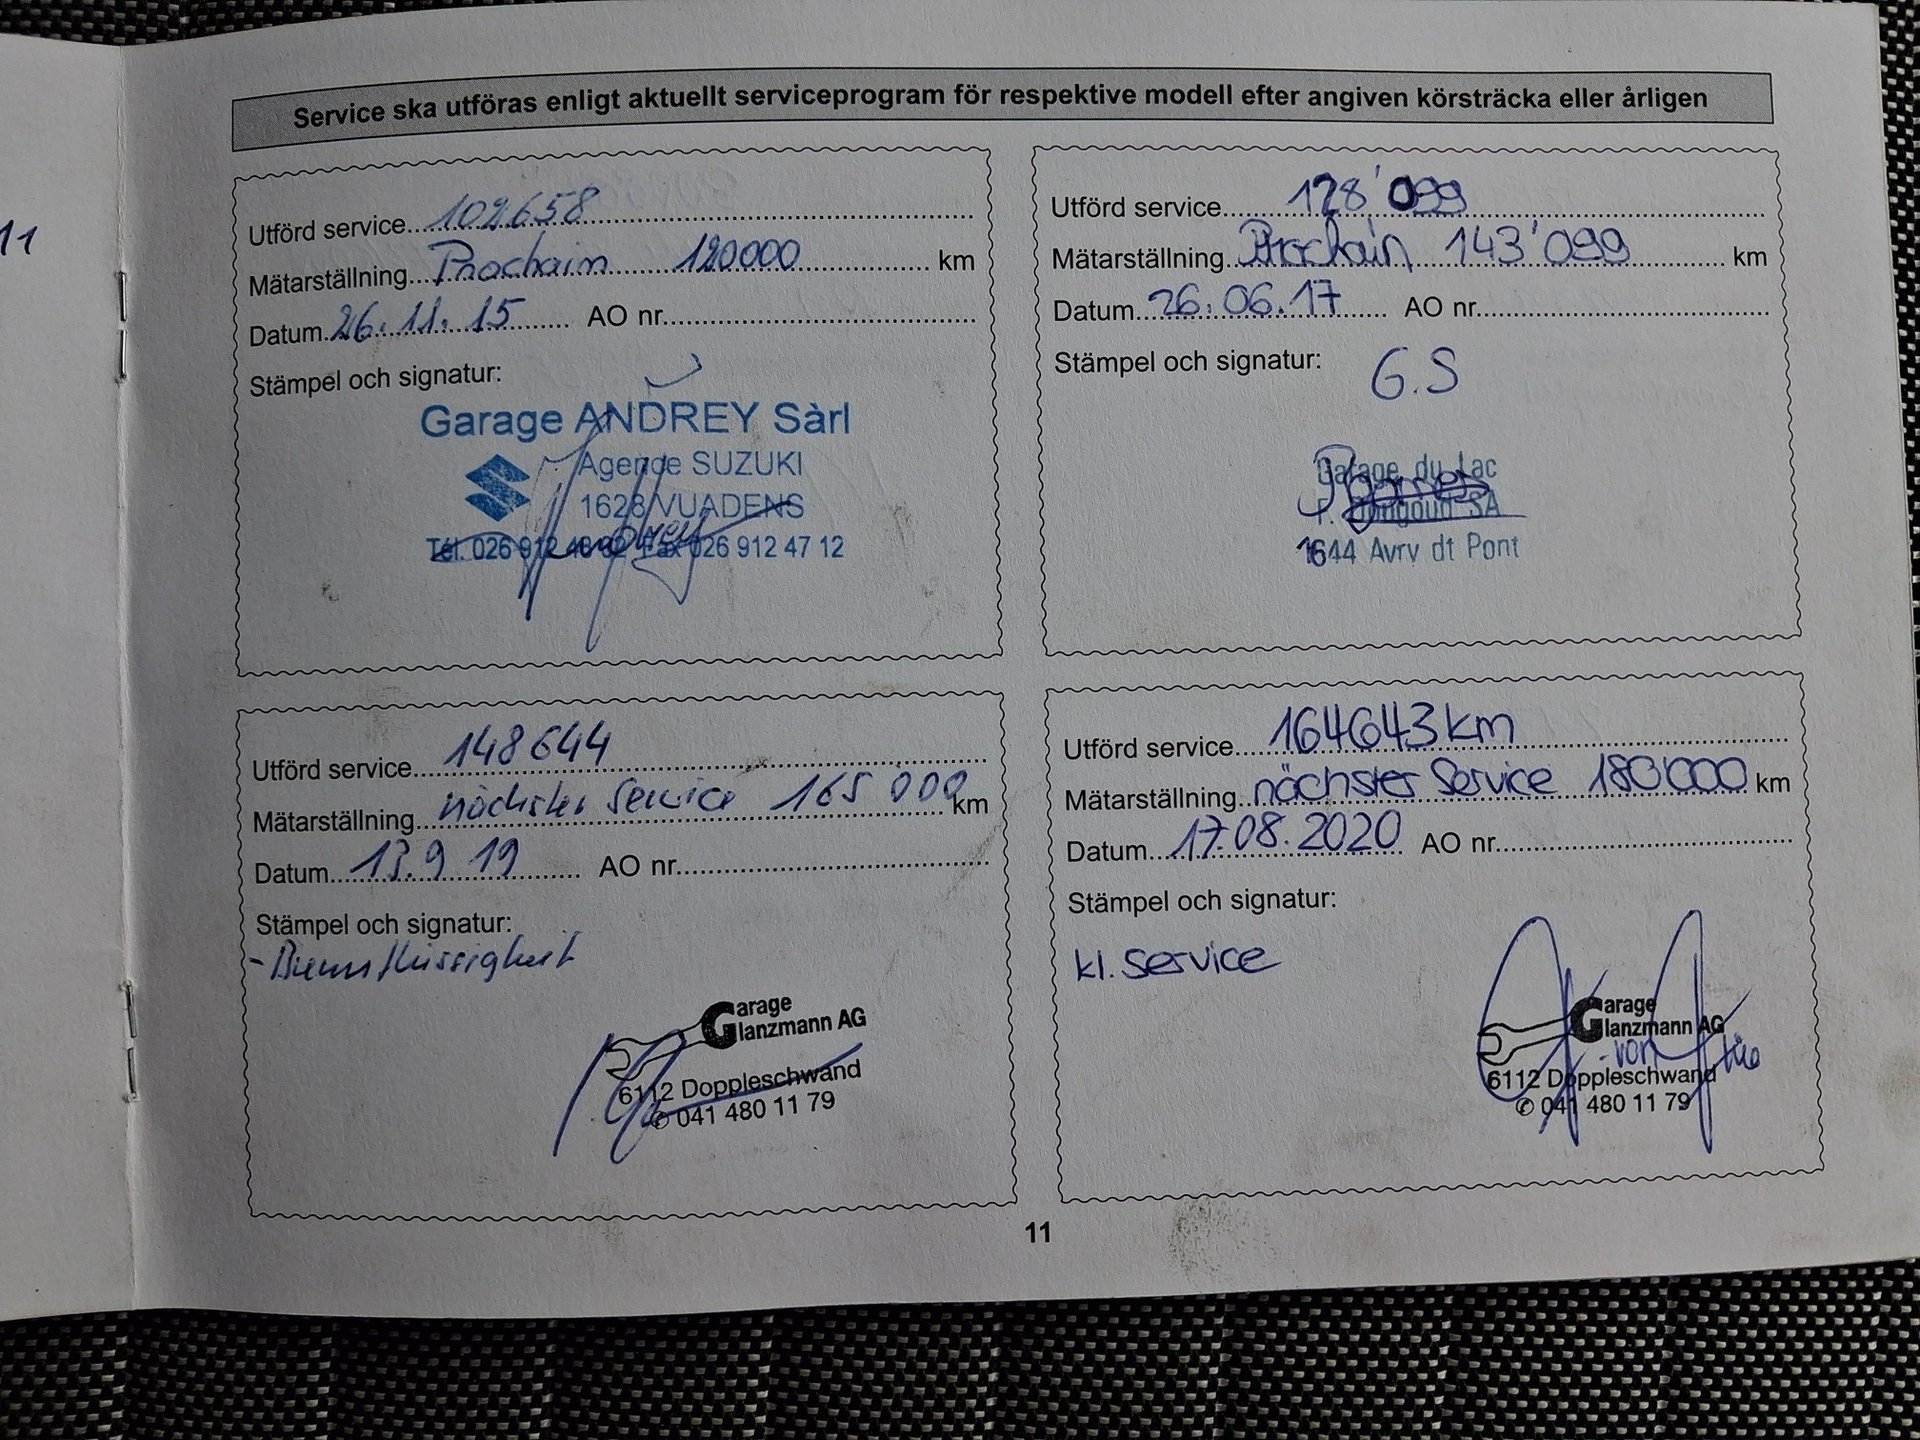 11
Service ska utföras enligt aktuellt serviceprogram för respektive modell efter angiven körsträcka eller årligen
Utförd service 102658
Mätarställning Prochain 120000 km
Datum 26.11.15 AO nr
Stämpel och signatur:
Garage ANDREY Sàrl
Agence SUZUKI
1628 VUADENS
Tél. 026 912 Fax 026 912 47 12
Utförd service 128'099
Mätarställning Prochain 143'099 km
Datum 26.06.17 AO nr
Stämpel och signatur:
G.S
Garage du Lac
SA
1644 Avry dt Pont
Utförd service 148644
Mätarställning nächster Service 165'000 km
Datum 13.9.19 AO nr
Stämpel och signatur:
- Bremsflüssigkeit
Garage
Glanzmann AG
6112 Doppleschwand
✆ 041 480 11 79
Utförd service 164643km
Mätarställning nächster Service 180'000 km
Datum 17.08.2020 AO nr
Stämpel och signatur:
kl. Service
Garage
Glanzmann AG
6112 Doppleschwand
✆ 041 480 11 79
11